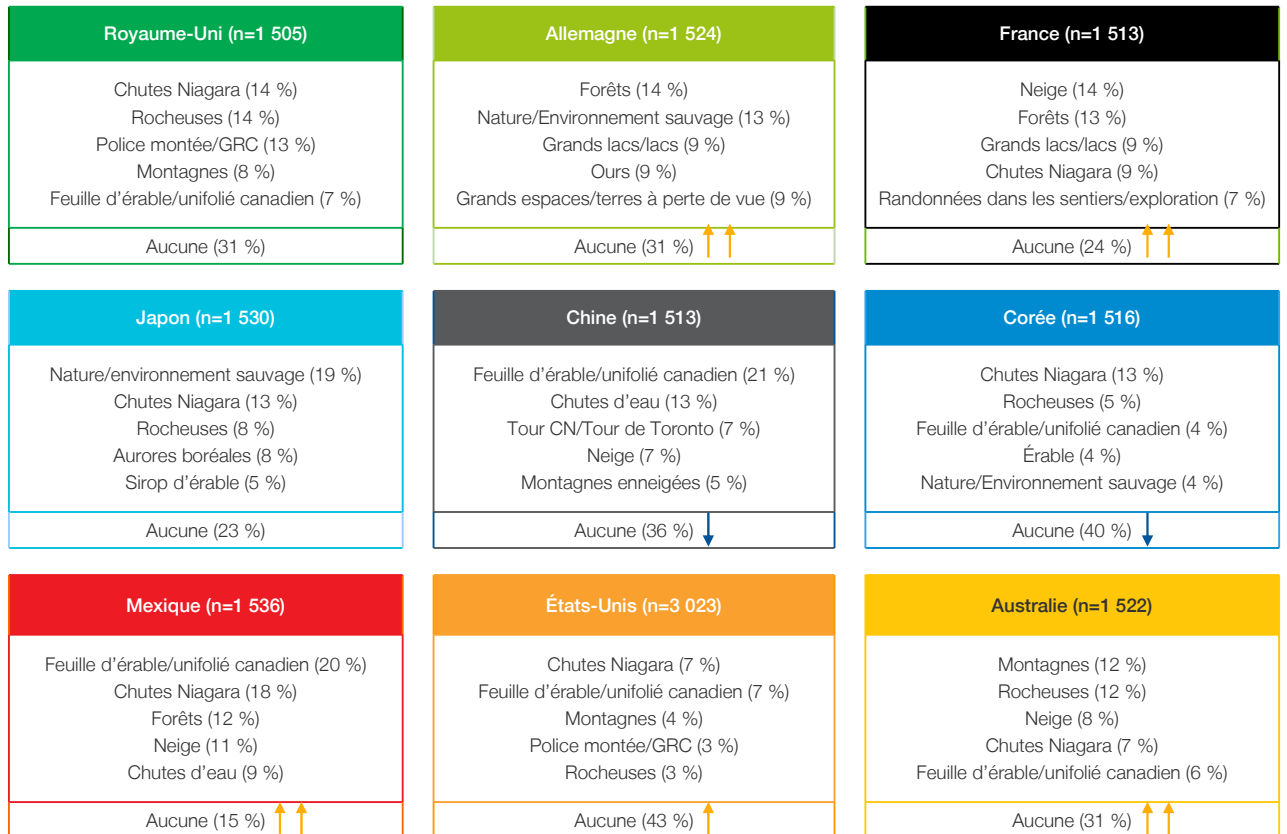 Royaume-Uni (n=1 505)
Chutes Niagara (14 %)
Rocheuses (14 %)
Police montée/GRC (13 %)
Montagnes (8 %)
Feuille d'érable/unifolié canadien (7 %)
Aucune (31 %)
Allemagne (n=1 524)
Forêts (14 %)
Nature/Environnement sauvage (13 %)
Grands lacs/lacs (9 %)
Ours (9 %)
Grands espaces/terres à perte de vue (9 %)
Aucune (31 %)
France (n=1 513)
Neige (14 %)
Forêts (13 %)
Grands lacs/lacs (9 %)
Chutes Niagara (9 %)
Randonnées dans les sentiers/exploration (7 %)
Aucune (24 %)
Japon (n=1 530)
Nature/environnement sauvage (19 %)
Chutes Niagara (13 %)
Rocheuses (8 %)
Aurores boréales (8 %)
Sirop d'érable (5 %)
Aucune (23 %)
Chine (n=1 513)
Feuille d'érable/unifolié canadien (21 %)
Chutes d'eau (13 %)
Tour CN/Tour de Toronto (7 %)
Neige (7 %)
Montagnes enneigées (5 %)
Aucune (36 %)
Corée (n=1 516)
Chutes Niagara (13 %)
Rocheuses (5 %)
Feuille d'érable/unifolié canadien (4 %)
Érable (4 %)
Nature/Environnement sauvage (4 %)
Aucune (40 %)
Mexique (n=1 536)
Feuille d'érable/unifolié canadien (20 %)
Chutes Niagara (18 %)
Forêts (12 %)
Neige (11 %)
Chutes d'eau (9 %)
Aucune (15 %)
États-Unis (n=3 023)
Chutes Niagara (7 %)
Feuille d'érable/unifolié canadien (7 %)
Montagnes (4 %)
Police montée/GRC (3 %)
Rocheuses (3 %)
Aucune (43 %)
Australie (n=1 522)
Montagnes (12 %)
Rocheuses (12 %)
Neige (8 %)
Chutes Niagara (7 %)
Feuille d'érable/unifolié canadien (6 %)
Aucune (31 %)